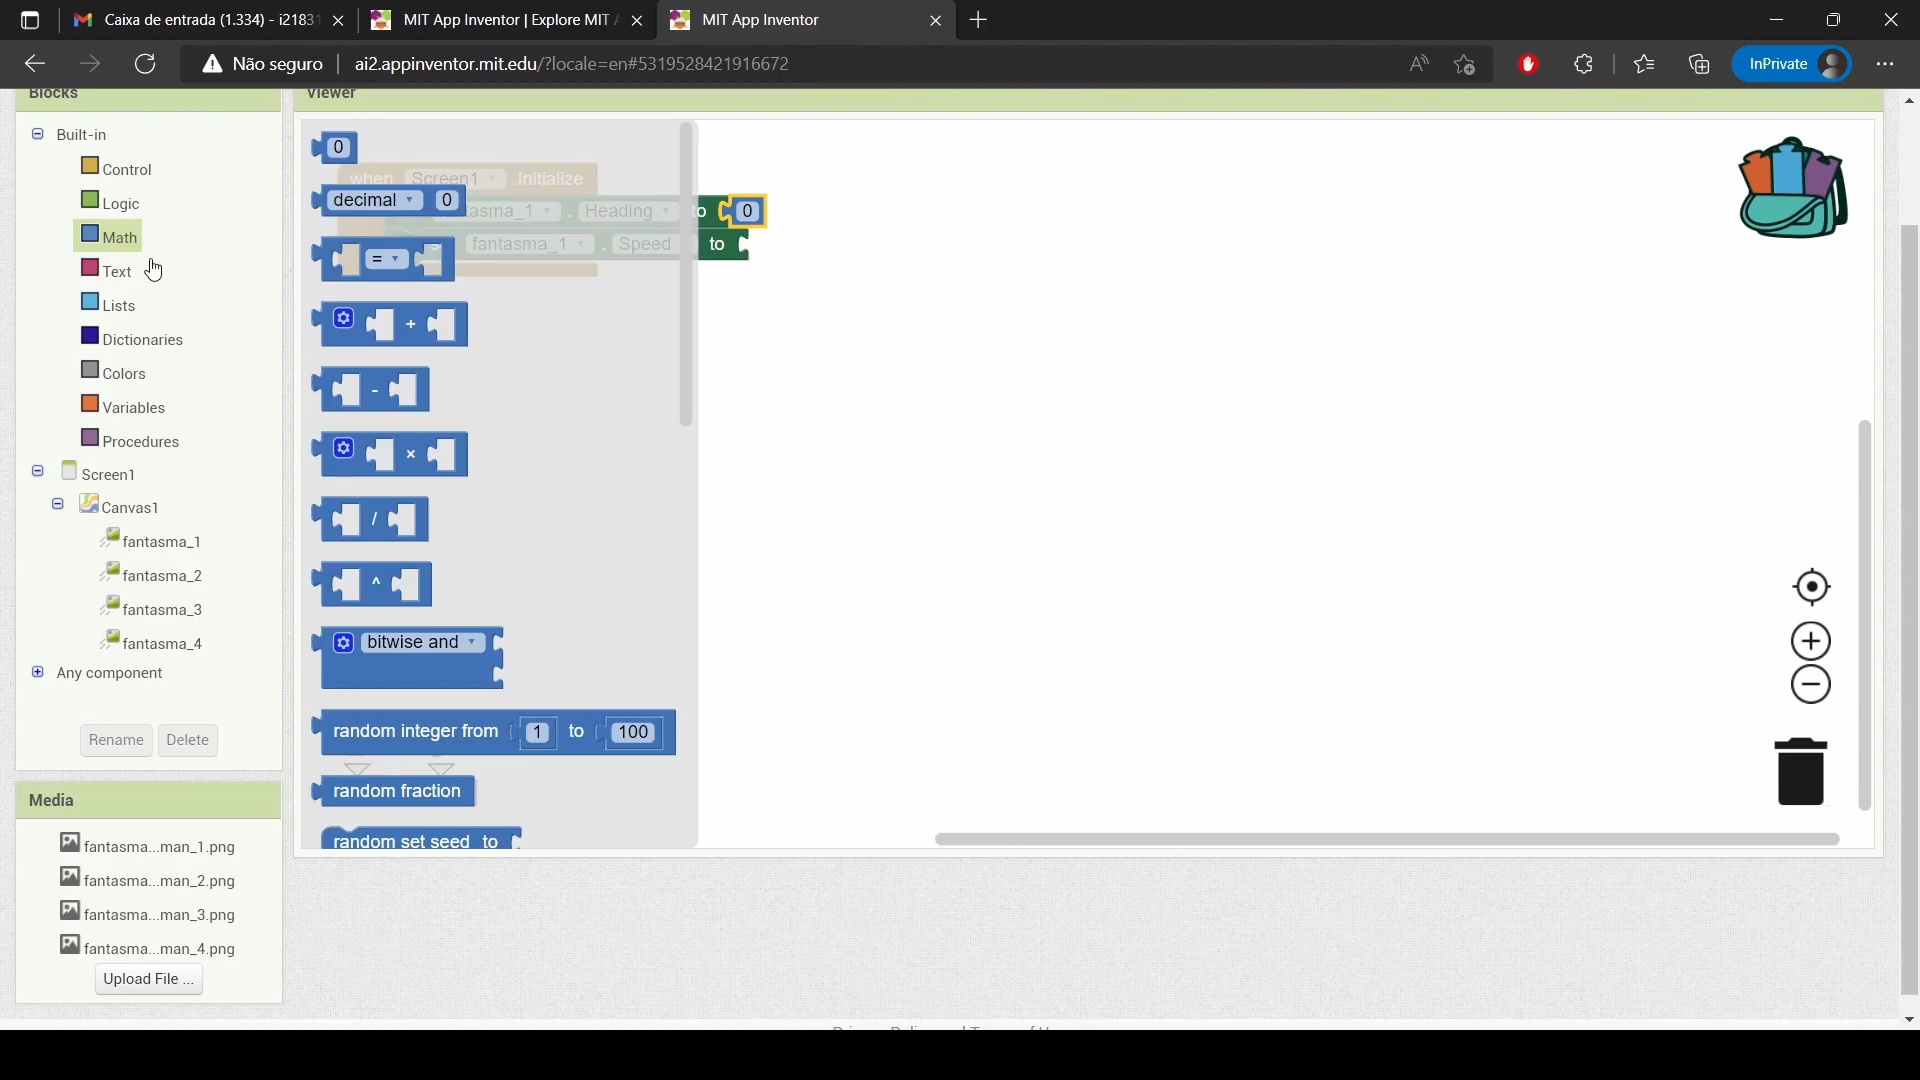 Caixa de entrada (1.334) - i2183
MIT App Inventor | Explore MIT A
MIT App Inventor
Não seguro
ai2.appinventor.mit.edu/?locale=en#5319528421916672
InPrivate
Blocks
Viewer
Built-in
Control
Logic
Math
Text
Lists
Dictionaries
Colors
Variables
Procedures
Screen1
Canvas1
fantasma_1
fantasma_2
fantasma_3
fantasma_4
Any component
Rename
Delete
Media
fantasma...man_1.png
fantasma...man_2.png
fantasma...man_3.png
fantasma...man_4.png
Upload File ...
0
when Screen1 .Initialize
decimal 0
asma_1 . Heading to 0
fantasma_1 . Speed to
=
+
-
×
/
^
bitwise and
random integer from 1 to 100
random fraction
random set seed to